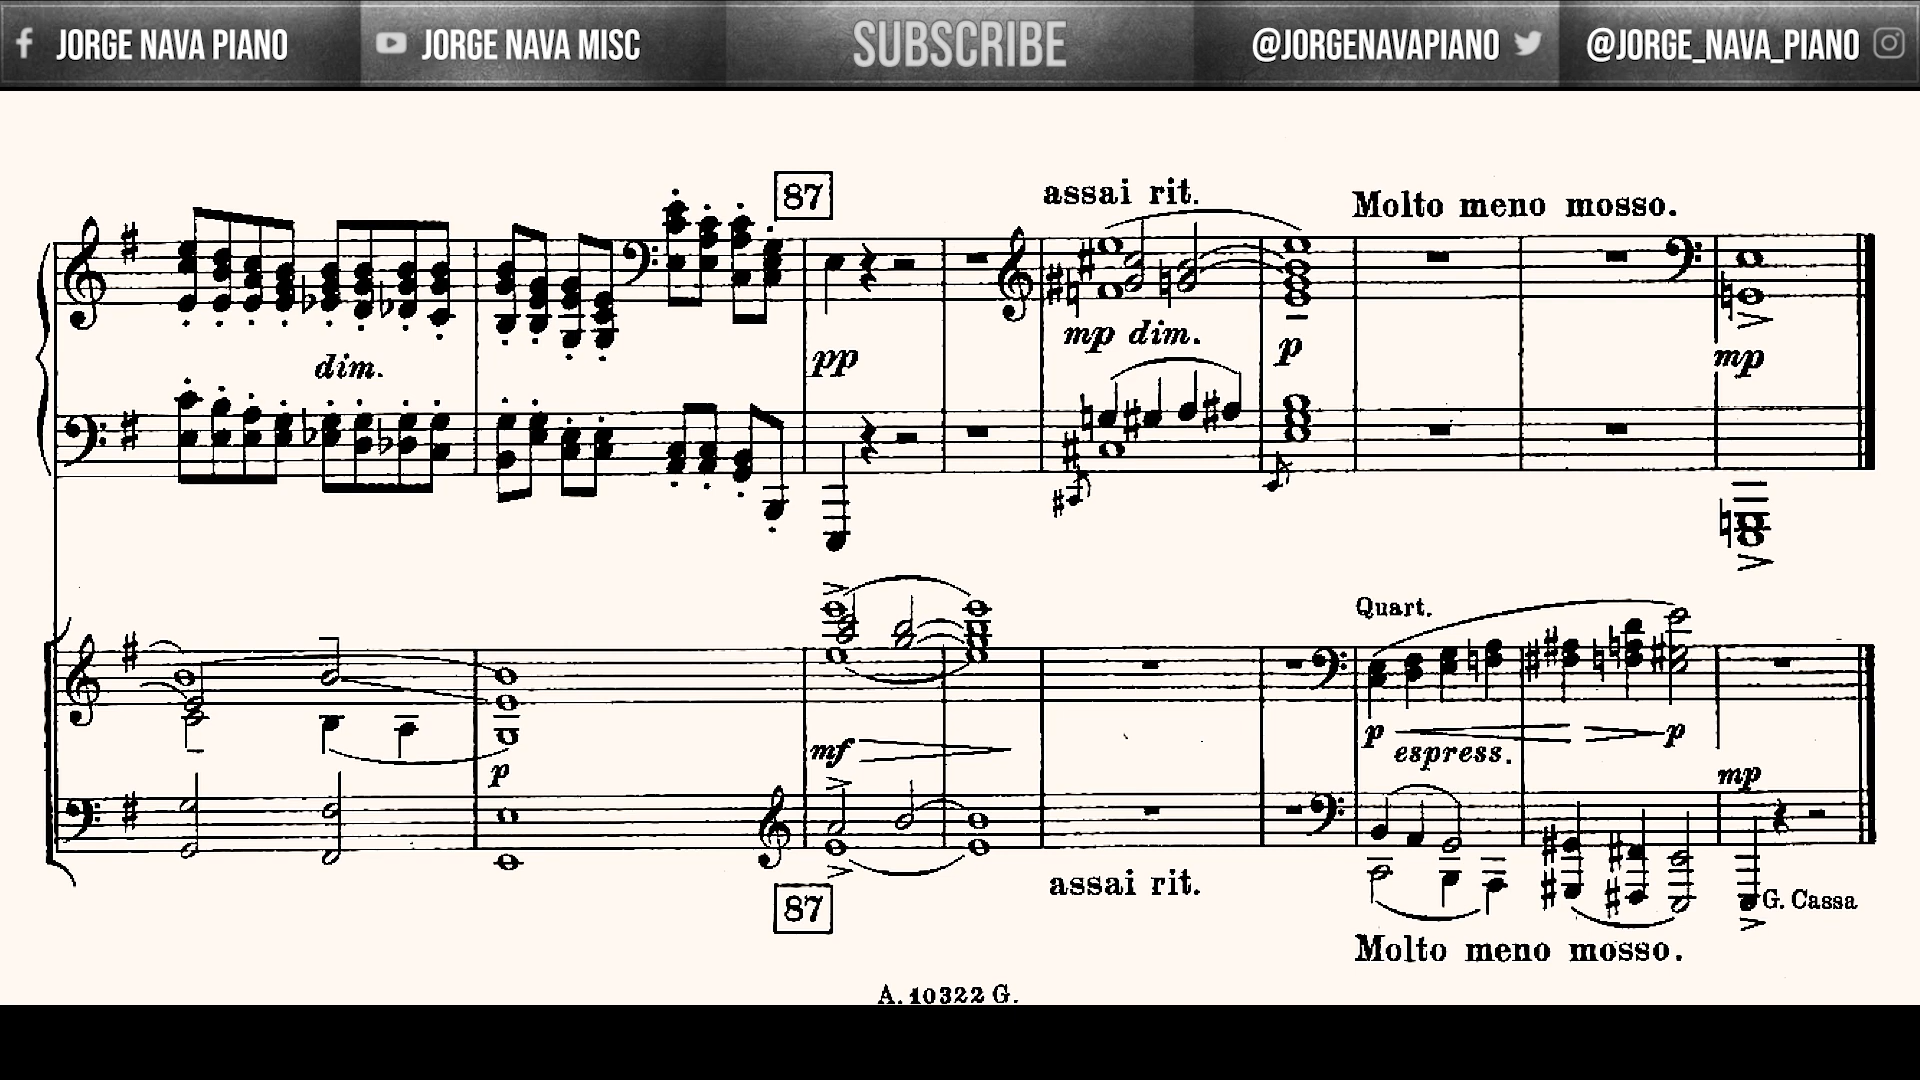 JORGE NAVA PIANO
JORGE NAVA MISC
SUBSCRIBE
@JORGENAVAPIANO
@JORGE_NAVA_PIANO
87
assai rit.
Molto meno mosso.
dim.
pp
mp dim.
p
mp
Quart.
p
mf
p
p
espress.
mp
87
assai rit.
G. Cassa
Molto meno mosso.
A. 10322 G.